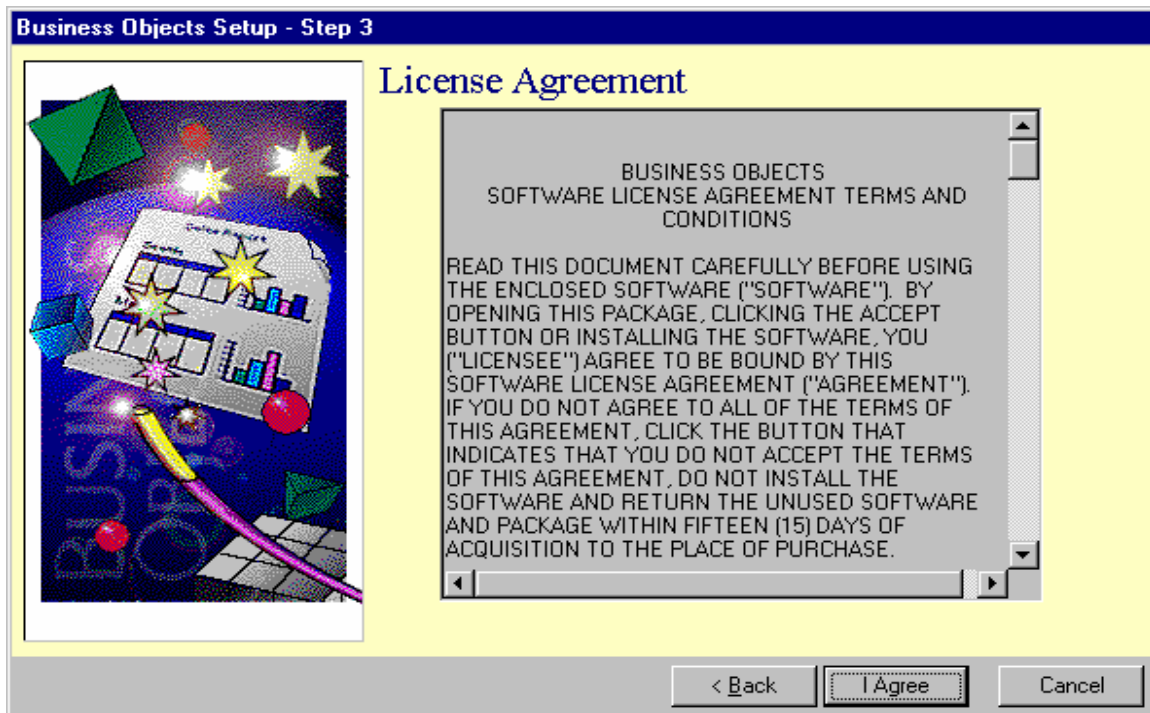 Business Objects Setup - Step 3
License Agreement
BUSINESS OBJECTS
SOFTWARE LICENSE AGREEMENT TERMS AND
CONDITIONS
READ THIS DOCUMENT CAREFULLY BEFORE USING
THE ENCLOSED SOFTWARE ("SOFTWARE").  BY
OPENING THIS PACKAGE, CLICKING THE ACCEPT
BUTTON OR INSTALLING THE SOFTWARE, YOU
("LICENSEE") AGREE TO BE BOUND BY THIS
SOFTWARE LICENSE AGREEMENT ("AGREEMENT").
IF YOU DO NOT AGREE TO ALL OF THE TERMS OF
THIS AGREEMENT, CLICK THE BUTTON THAT
INDICATES THAT YOU DO NOT ACCEPT THE TERMS
OF THIS AGREEMENT, DO NOT INSTALL THE
SOFTWARE AND RETURN THE UNUSED SOFTWARE
AND PACKAGE WITHIN FIFTEEN (15) DAYS OF
ACQUISITION TO THE PLACE OF PURCHASE.
BUSIN
< Back
I Agree
Cancel